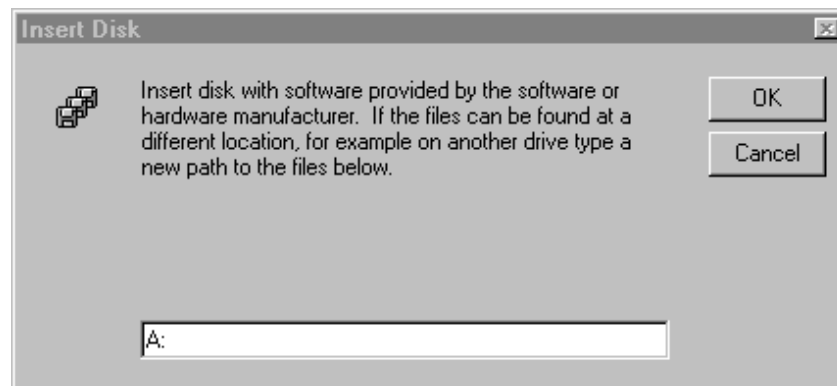 Insert Disk
Insert disk with software provided by the software or
hardware manufacturer.  If the files can be found at a
different location, for example on another drive type a
new path to the files below.
OK
Cancel
A: